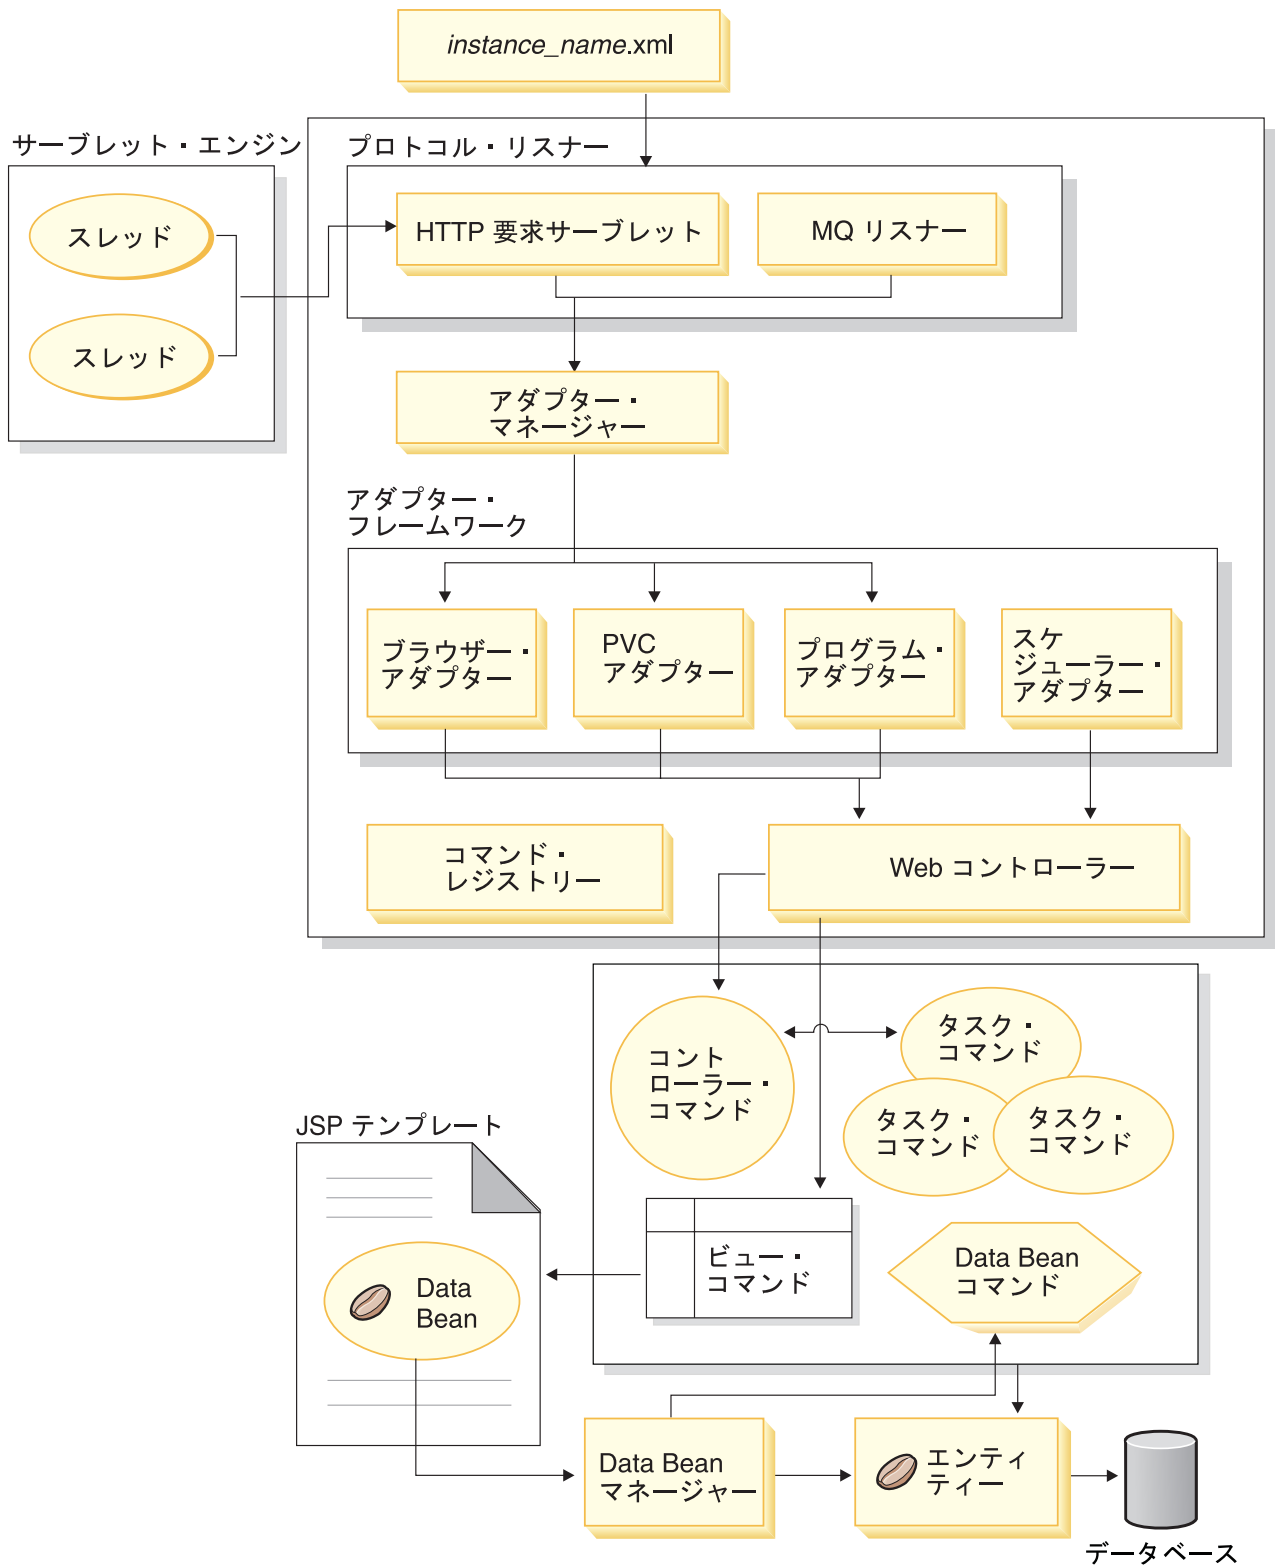 instance_name.xml
サーブレット・エンジン
プロトコル・リスナー
スレッド
スレッド
HTTP 要求サーブレット
MQ リスナー
アダプター・
マネージャー
アダプター・
フレームワーク
ブラウザー・
アダプター
PVC
アダプター
プログラム・
アダプター
スケ
ジューラー・
アダプター
コマンド・
レジストリー
Web コントローラー
コント
ローラー・
コマンド
タスク・
コマンド
タスク・
コマンド
タスク・
コマンド
JSP テンプレート
Data
Bean
ビュー・
コマンド
Data Bean
コマンド
Data Bean
マネージャー
エンティ
ティー
データベース